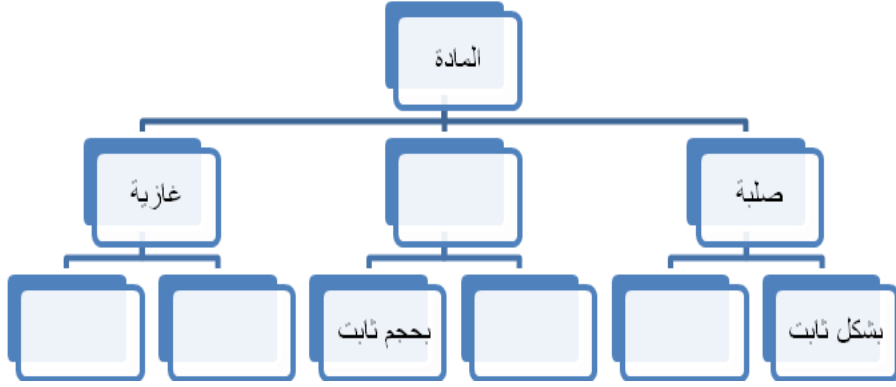 المادة
صلبة
غازية
بشكل ثابت
بحجم ثابت